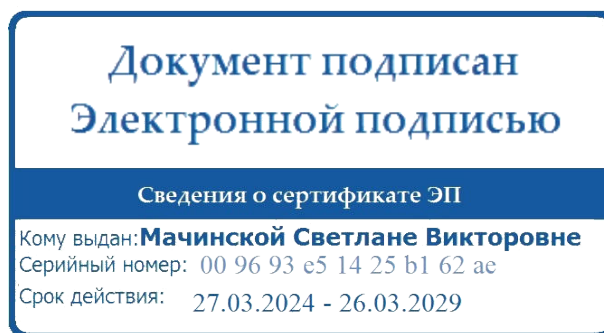 Документ подписан
Электронной подписью
Сведения о сертификате ЭП
Кому выдан: Мачинской Светлане Викторовне
Серийный номер: 00 96 93 e5 14 25 b1 62 ae
Срок действия: 27.03.2024 - 26.03.2029